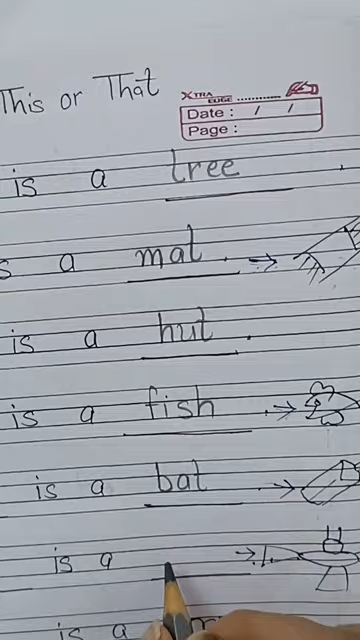 This or That
XTRA EDGE
Date : / /
Page :
is a tree
s a mat .
is a hut .
is a fish .
is a bat .
is a .
is a